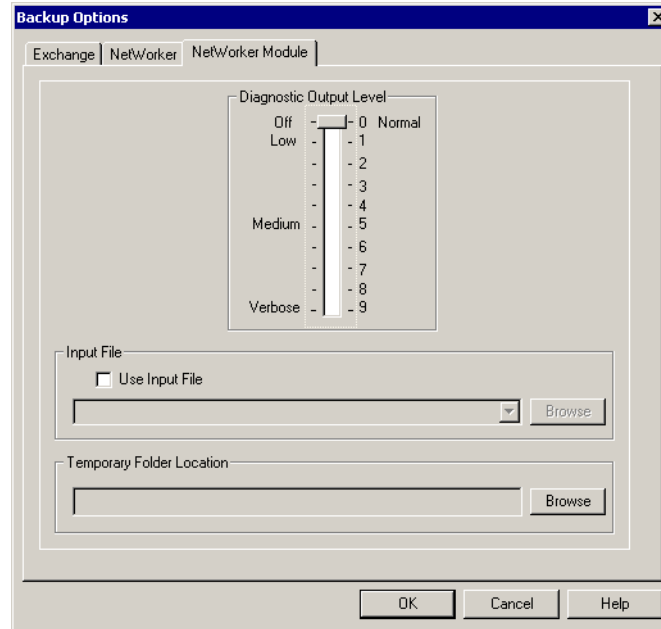 Backup Options
Exchange NetWorker NetWorker Module
Diagnostic Output Level
Off 0 Normal
Low 1
2
3
4
Medium 5
6
7
8
Verbose 9
Input File
Use Input File
Browse
Temporary Folder Location
Browse
OK Cancel Help